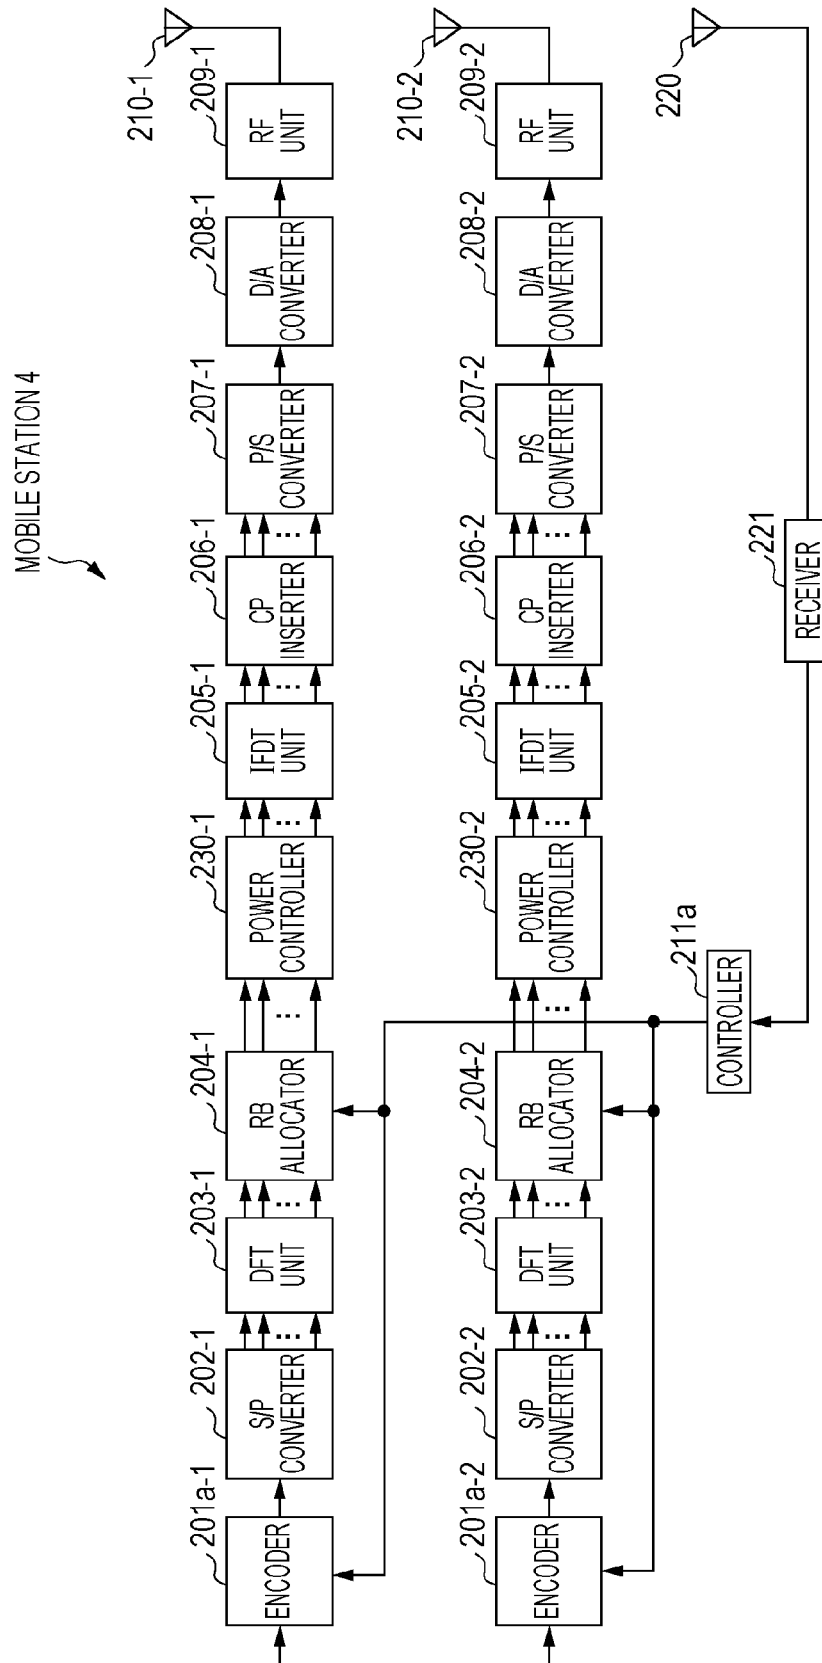 MOBILE STATION 4
201a-1
202-1
203-1
204-1
230-1
205-1
206-1
207-1
208-1
209-1
210-1
ENCODER
S/P
CONVERTER
DFT
UNIT
RB
ALLOCATOR
POWER
CONTROLLER
IFDT
UNIT
CP
INSERTER
P/S
CONVERTER
D/A
CONVERTER
RF
UNIT
...
...
...
...
...
201a-2
202-2
203-2
204-2
230-2
205-2
206-2
207-2
208-2
209-2
210-2
ENCODER
S/P
CONVERTER
DFT
UNIT
RB
ALLOCATOR
POWER
CONTROLLER
IFDT
UNIT
CP
INSERTER
P/S
CONVERTER
D/A
CONVERTER
RF
UNIT
...
...
...
...
...
211a
CONTROLLER
221
RECEIVER
220